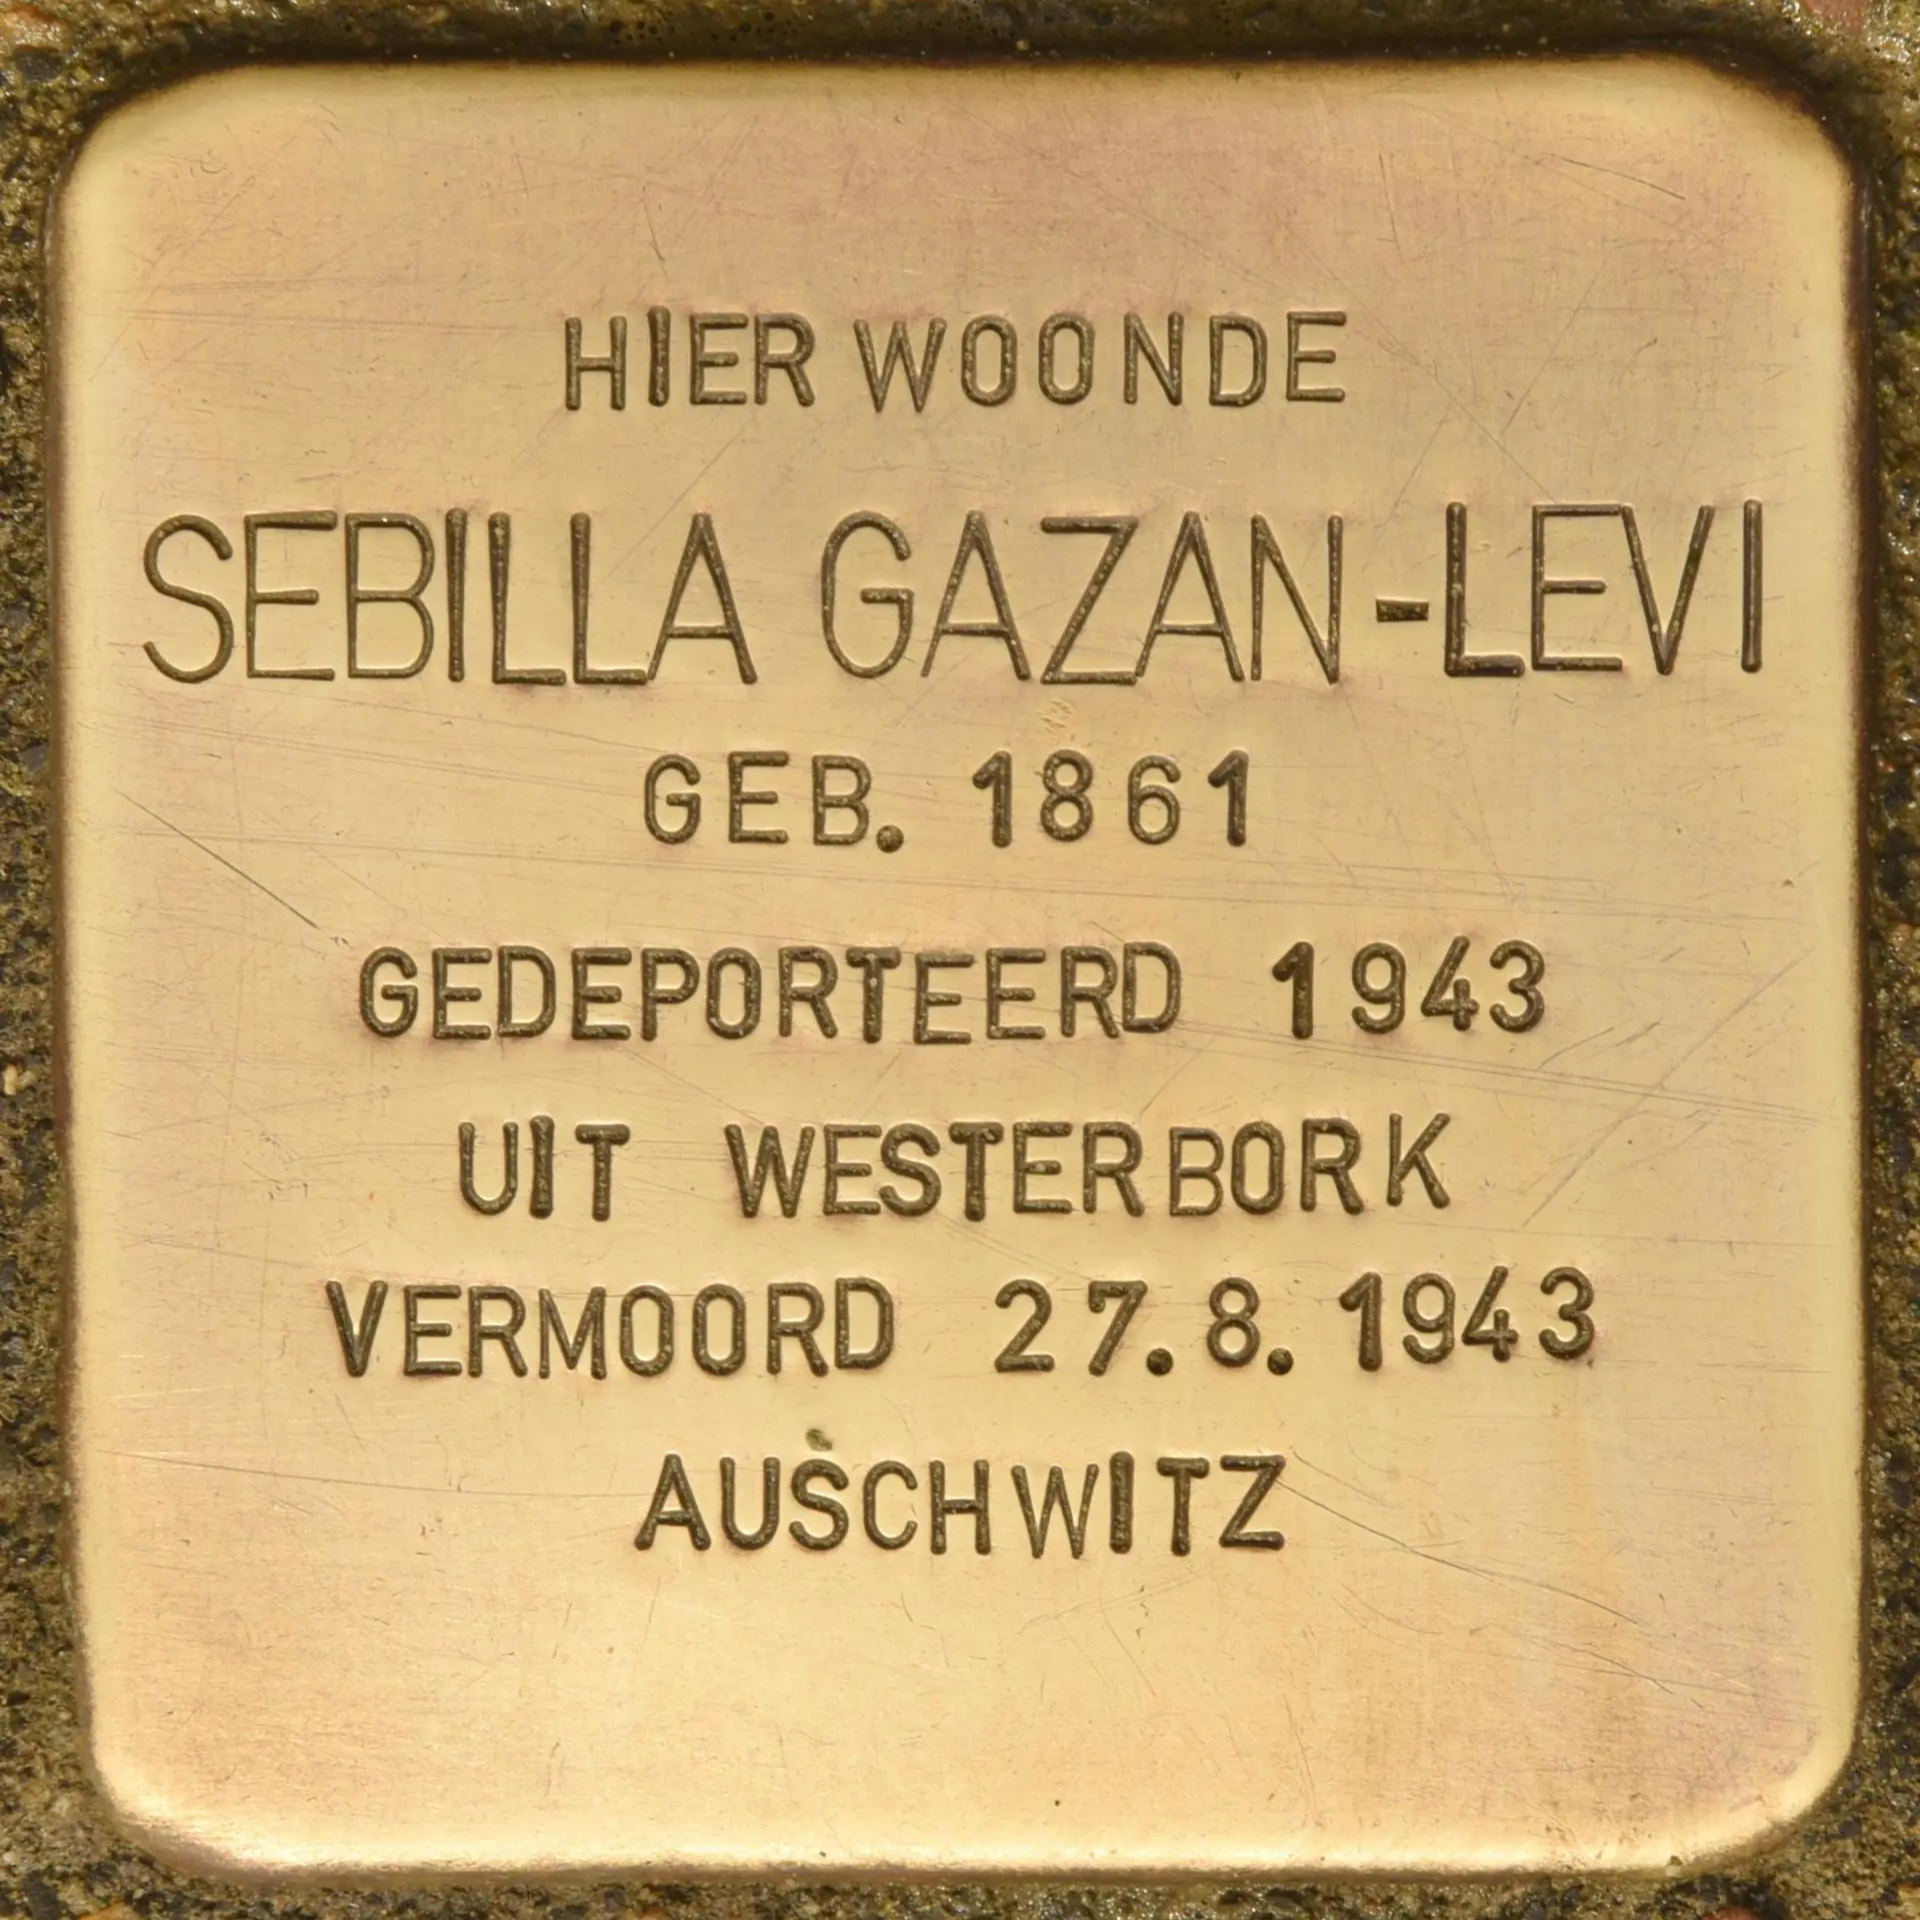 HIER WOONDE
SEBILLA GAZAN-LEVI
GEB. 1861
GEDEPORTEERD 1943
UIT WESTERBORK
VERMOORD 27.8.1943
AUSCHWITZ